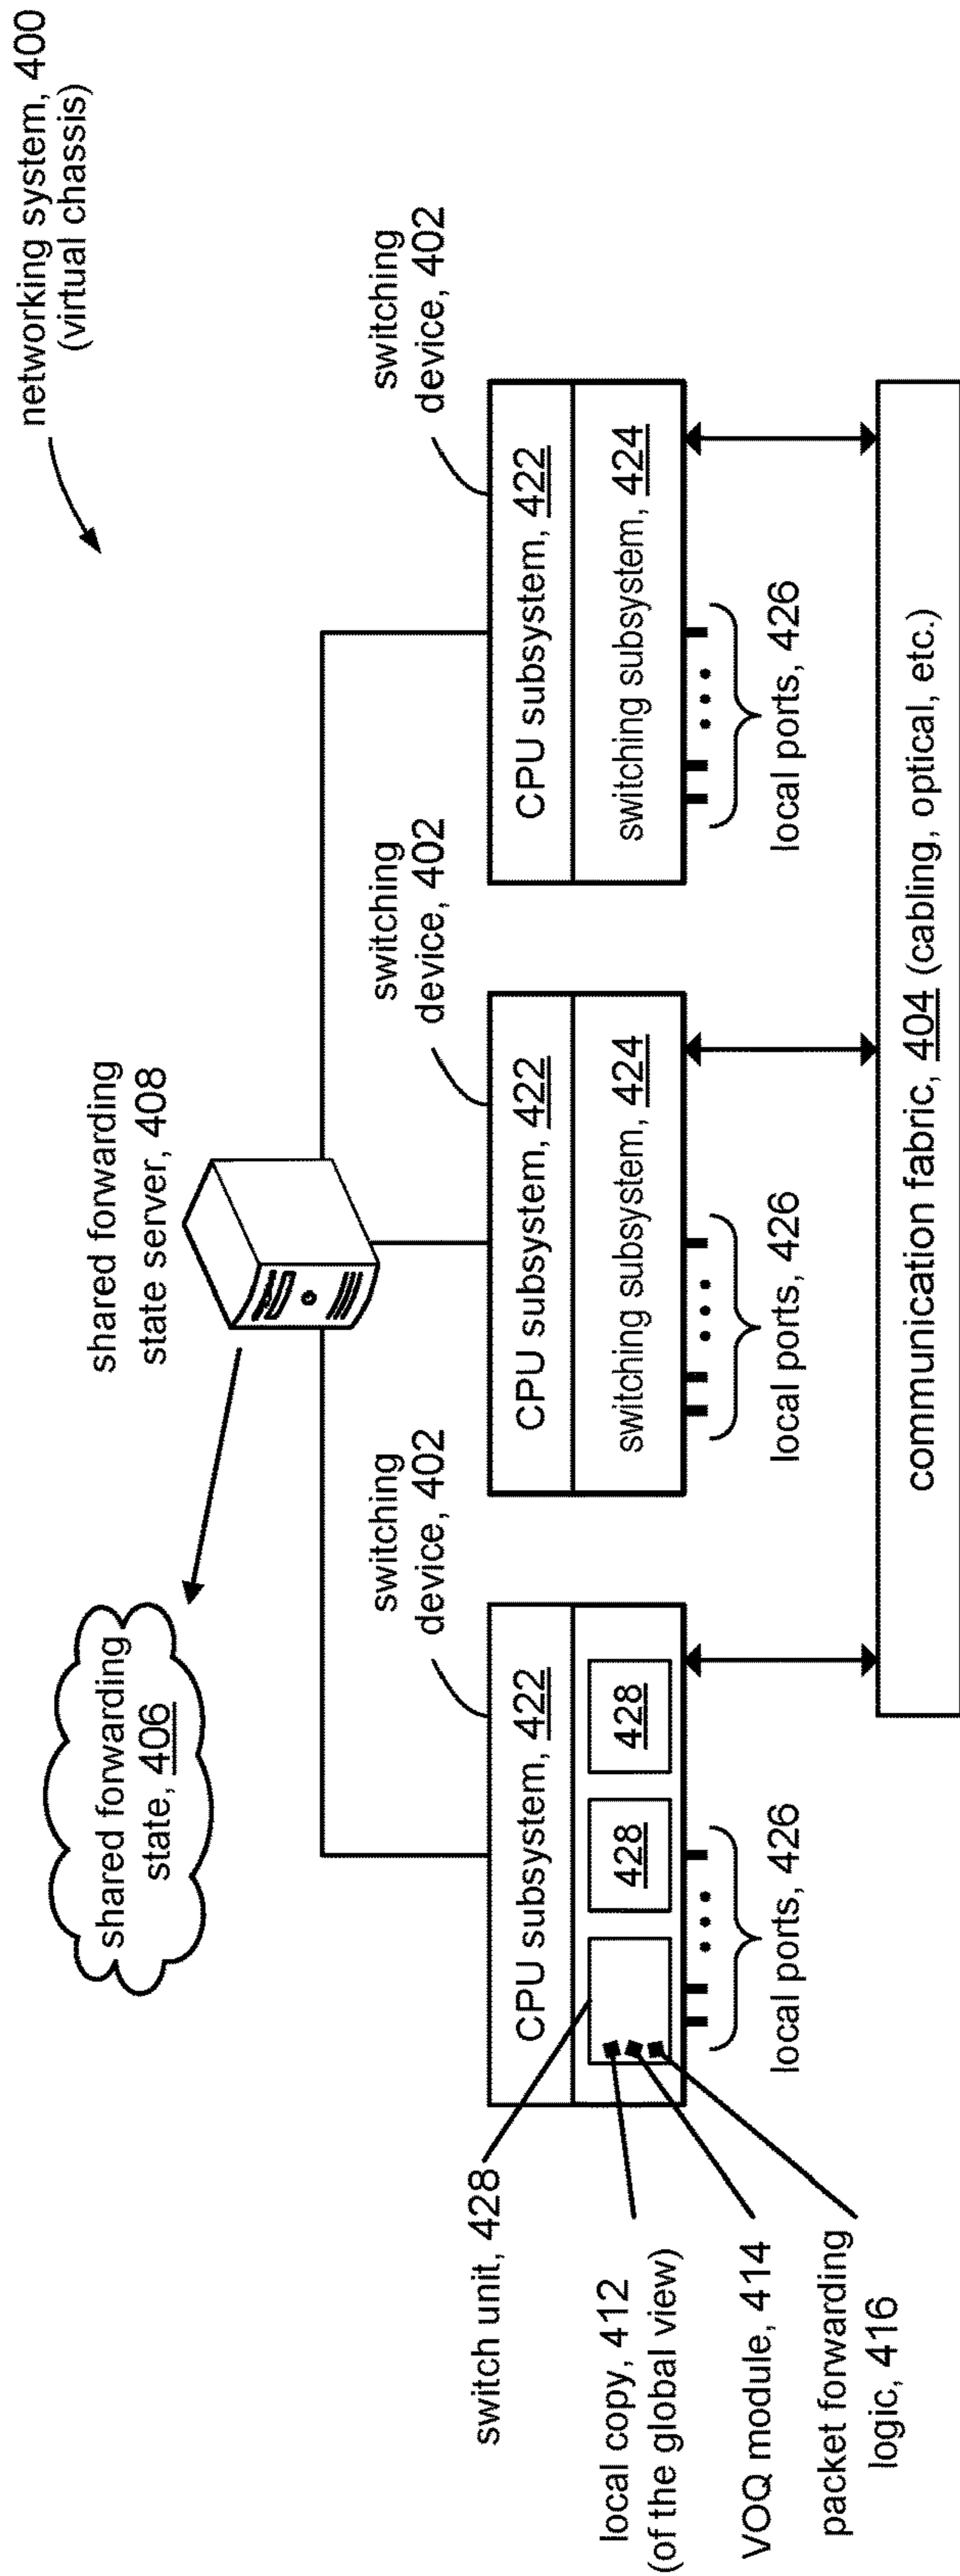 networking system, 400
(virtual chassis)
shared forwarding
state server, 408
shared forwarding
state, 406
switching
device, 402
switching
device, 402
switching
device, 402
CPU subsystem, 422
CPU subsystem, 422
CPU subsystem, 422
switch unit, 428
428
428
switching subsystem, 424
switching subsystem, 424
local copy, 412
(of the global view)
VOQ module, 414
packet forwarding
logic, 416
local ports, 426
local ports, 426
local ports, 426
communication fabric, 404 (cabling, optical, etc.)